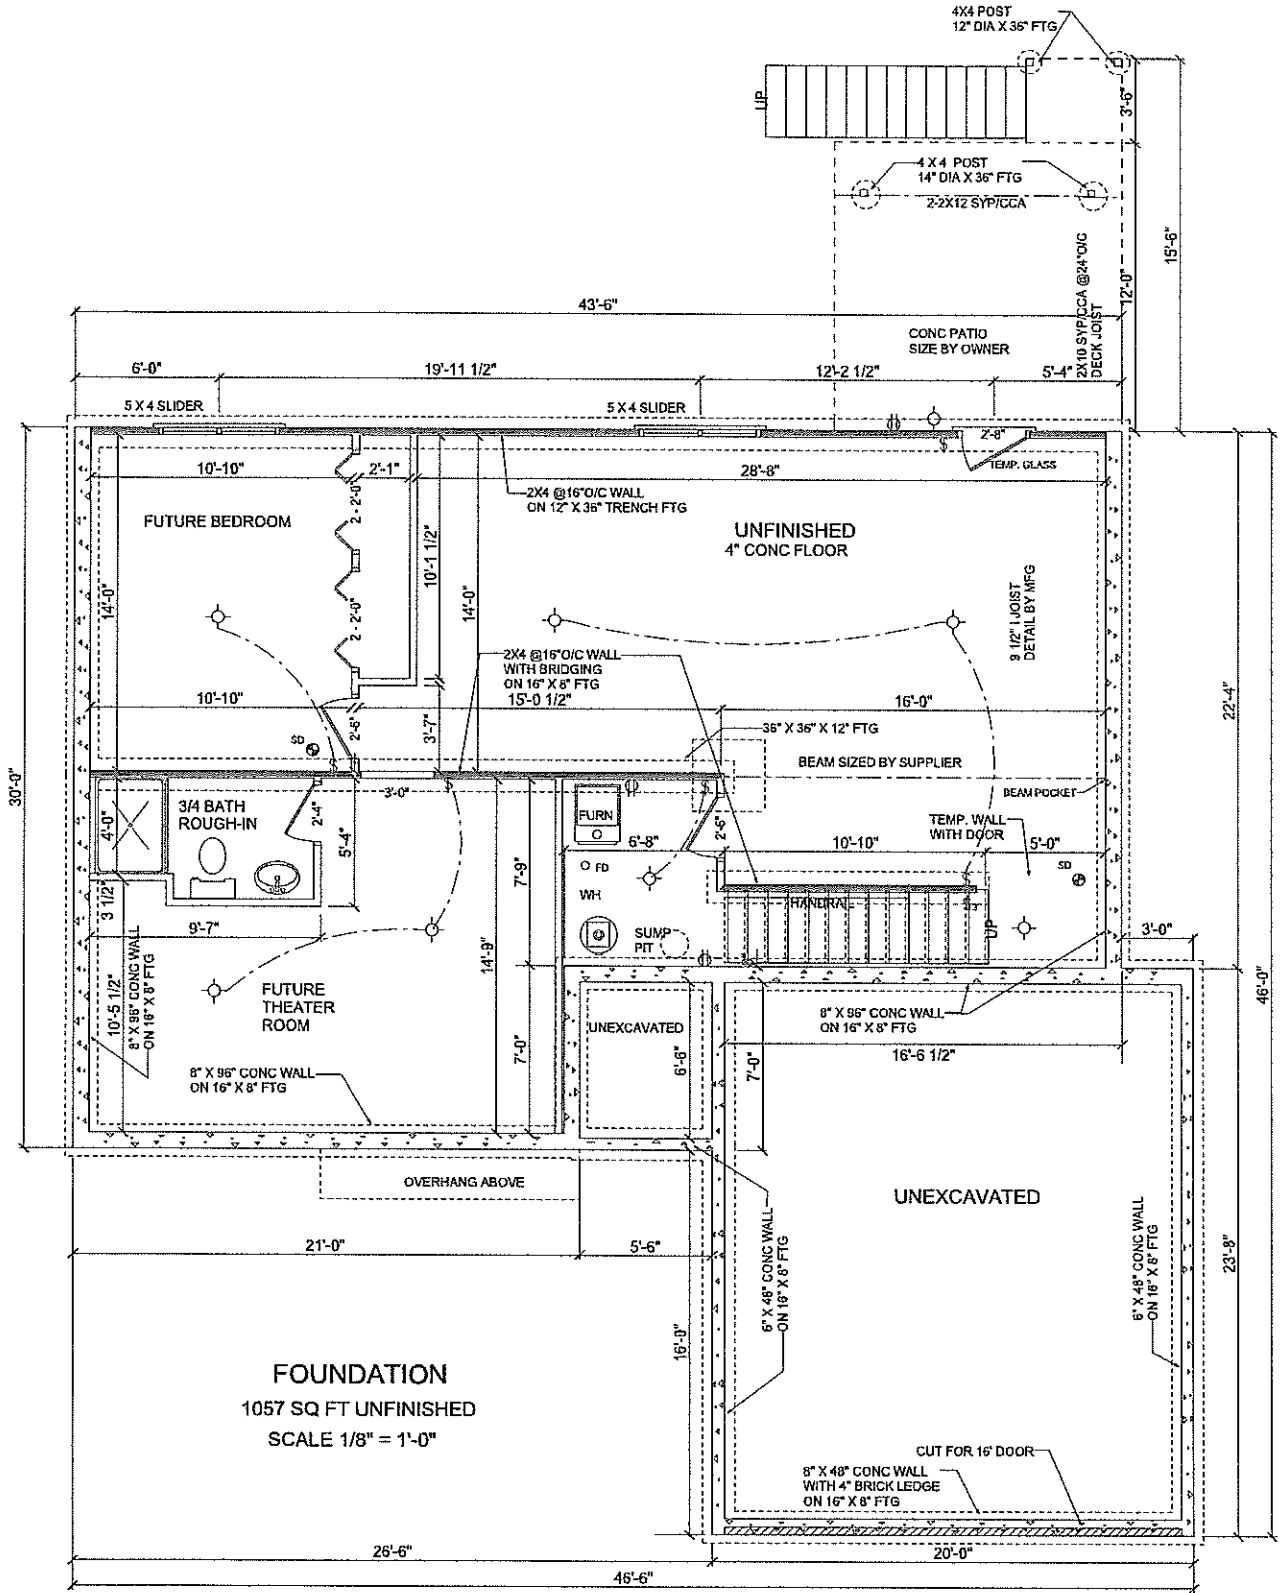 4X4 POST
12" DIA X 36" FTG
UP
3'-6"
4 X 4 POST
14" DIA X 36" FTG
2-2X12 SYP/CCA
15'-6"
12'-0"
2X10 SYP/CCA @24"O/C
DECK JOIST
43'-6"
CONC PATIO
SIZE BY OWNER
6'-0"
19'-11 1/2"
12'-2 1/2"
5'-4"
5 X 4 SLIDER
5 X 4 SLIDER
2'-8"
TEMP. GLASS
10'-10"
2'-1"
28'-8"
2X4 @16"O/C WALL
ON 12" X 36" TRENCH FTG
FUTURE BEDROOM
2 - 2'-0"
UNFINISHED
4" CONC FLOOR
10'-1 1/2"
14'-0"
14'-0"
2 - 2'-0"
9 1/2" I JOIST
DETAIL BY MFG
2X4 @16"O/C WALL
WITH BRIDGING
ON 16" X 8" FTG
10'-10"
15'-0 1/2"
16'-0"
22'-4"
2'-6"
3'-7"
36" X 36" X 12" FTG
SD
BEAM SIZED BY SUPPLIER
30'-0"
3'-0"
BEAM POCKET
3/4 BATH
ROUGH-IN
4'-0"
2'-4"
5'-4"
FURN
2'-6"
TEMP. WALL
WITH DOOR
6'-8"
10'-10"
5'-0"
7'-9"
FD
WH
SD
3 1/2"
HANDRAIL
9'-7"
SUMP
PIT
UP
3'-0"
14'-9"
46'-0"
8" X 96" CONC WALL
ON 16" X 8" FTG
10'-5 1/2"
FUTURE
THEATER
ROOM
UNEXCAVATED
8" X 96" CONC WALL
ON 16" X 8" FTG
7'-0"
6'-6"
7'-0"
16'-6 1/2"
8" X 96" CONC WALL
ON 16" X 8" FTG
OVERHANG ABOVE
UNEXCAVATED
21'-0"
5'-6"
6" X 48" CONC WALL
ON 16" X 8" FTG
6" X 48" CONC WALL
ON 16" X 8" FTG
23'-8"
16'-0"
FOUNDATION
1057 SQ FT UNFINISHED
SCALE 1/8" = 1'-0"
CUT FOR 16' DOOR
8" X 48" CONC WALL
WITH 4" BRICK LEDGE
ON 16" X 8" FTG
26'-6"
20'-0"
46'-6"